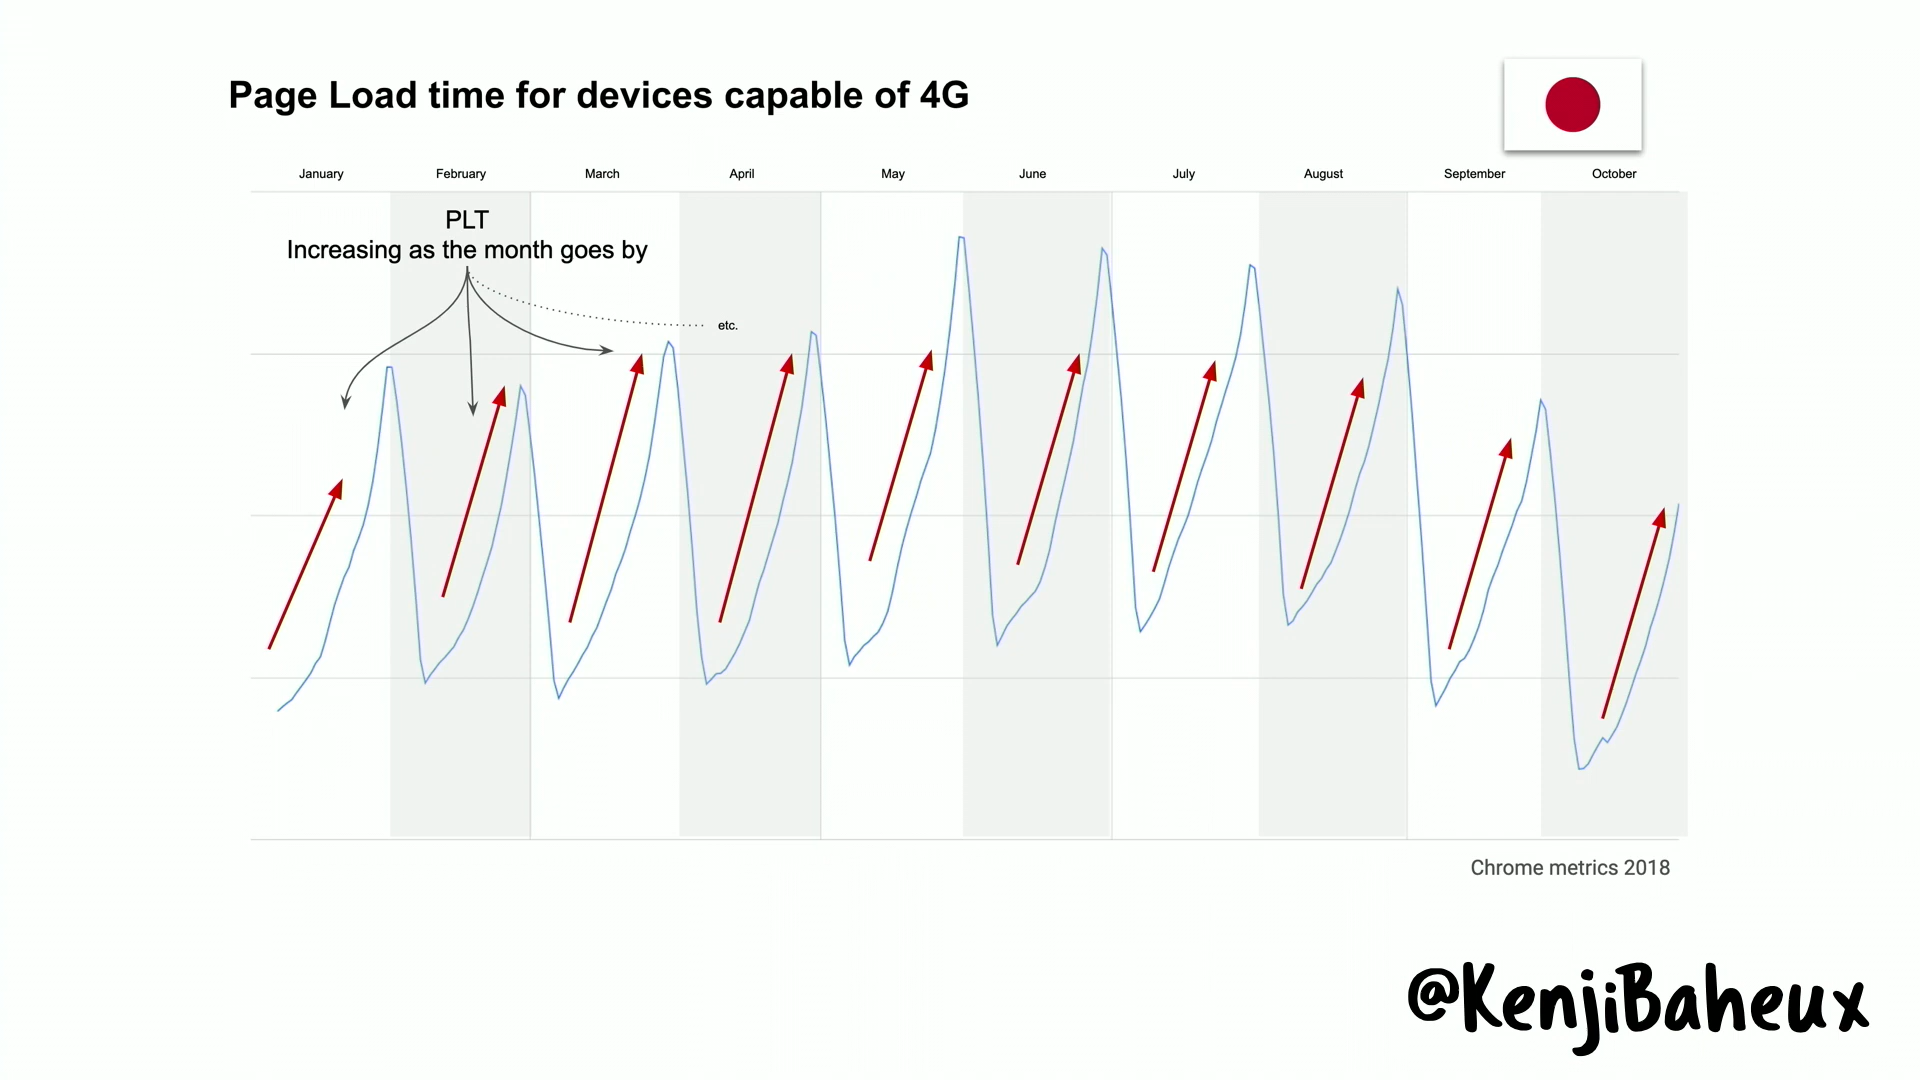 Page Load time for devices capable of 4G
January February March April May June July August September October
PLT
Increasing as the month goes by
etc.
Chrome metrics 2018
@KenjiBaheux